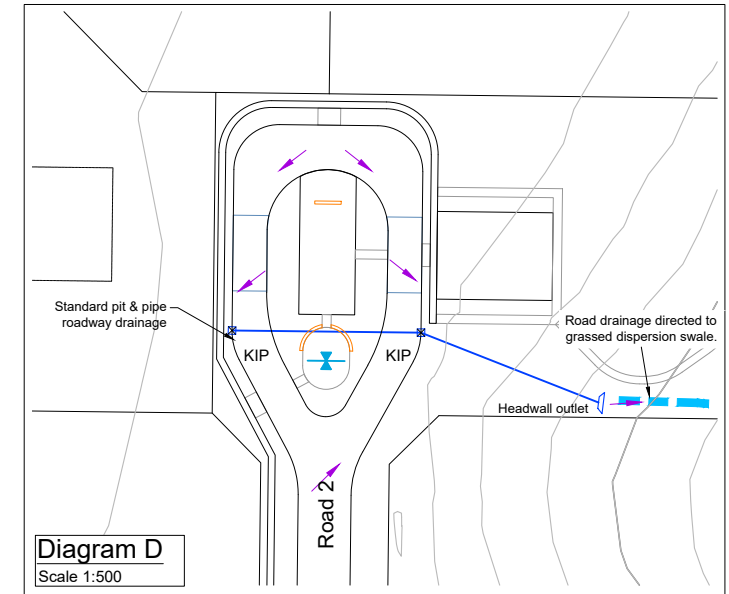 Standard pit & pipe
roadway drainage
KIP
KIP
Road drainage directed to
grassed dispersion swale.
Headwall outlet
Road 2
Diagram D
Scale 1:500